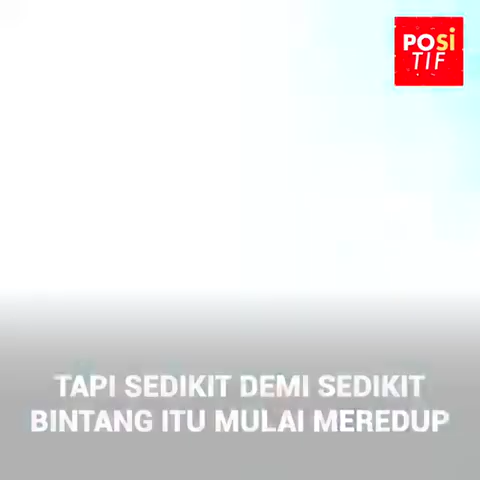 POSi
TIF
TAPI SEDIKIT DEMI SEDIKIT
BINTANG ITU MULAI MEREDUP